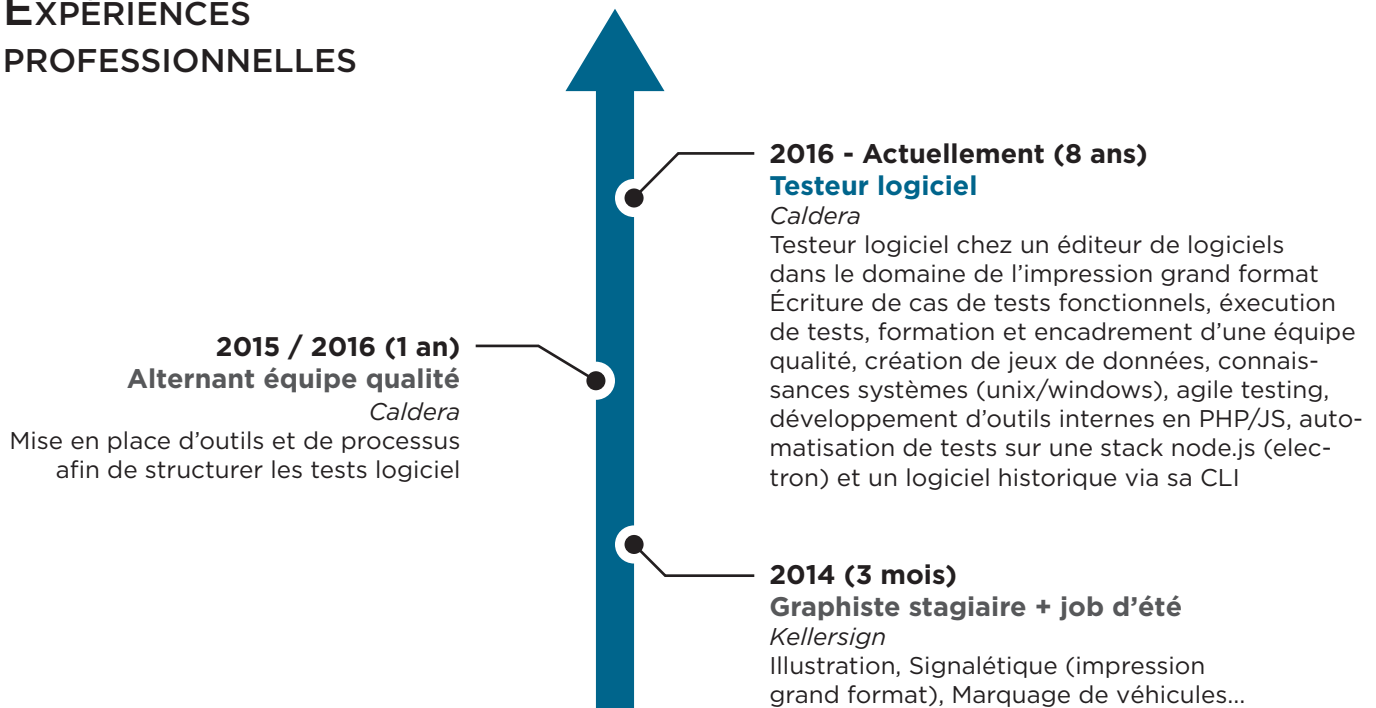 EXPÉRIENCES
PROFESSIONNELLES
2016 - Actuellement (8 ans)
Testeur logiciel
Caldera
Testeur logiciel chez un éditeur de logiciels
dans le domaine de l’impression grand format
Écriture de cas de tests fonctionnels, éxecution
de tests, formation et encadrement d’une équipe
qualité, création de jeux de données, connais-
sances systèmes (unix/windows), agile testing,
développement d’outils internes en PHP/JS, auto-
matisation de tests sur une stack node.js (elec-
tron) et un logiciel historique via sa CLI
2015 / 2016 (1 an)
Alternant équipe qualité
Caldera
Mise en place d’outils et de processus
afin de structurer les tests logiciel
2014 (3 mois)
Graphiste stagiaire + job d’été
Kellersign
Illustration, Signalétique (impression
grand format), Marquage de véhicules...